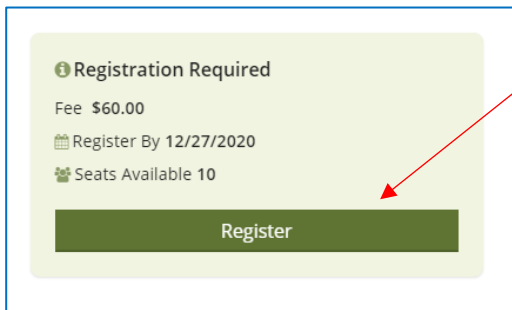 Registration Required
Fee $60.00
Register By 12/27/2020
Seats Available 10
Register